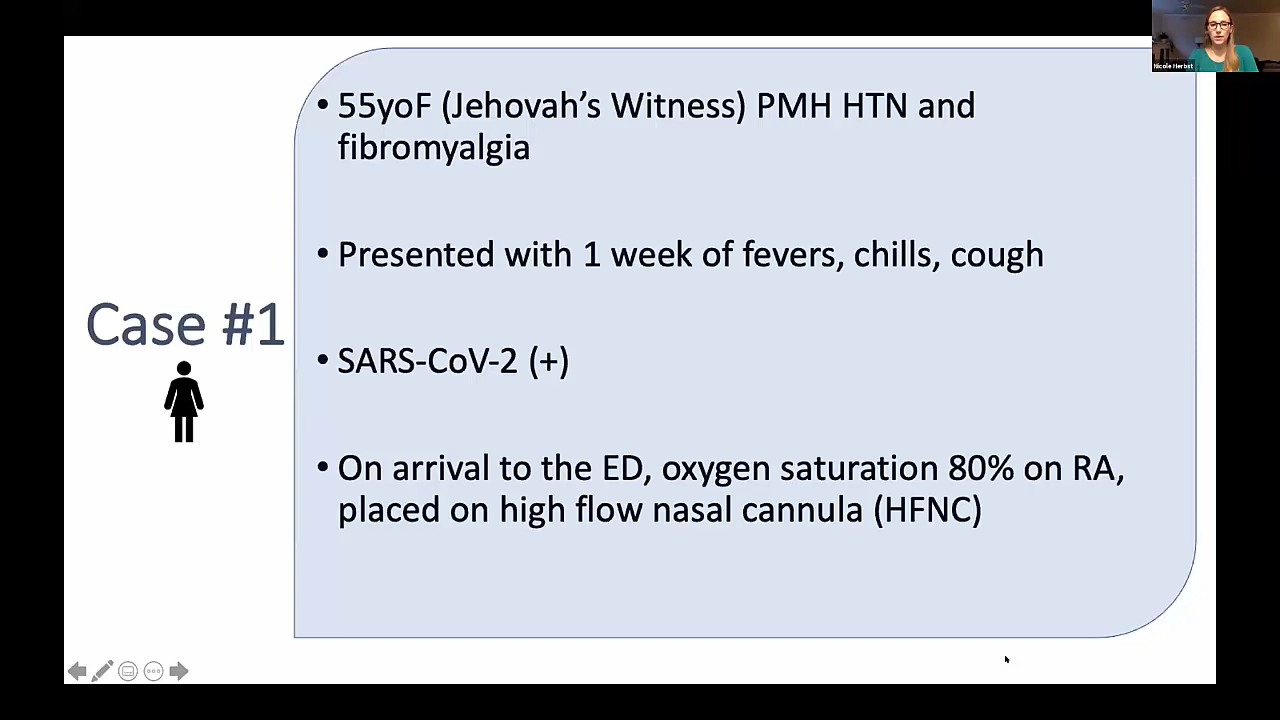 Nicole Herbst
• 55yoF (Jehovah's Witness) PMH HTN and
fibromyalgia
• Presented with 1 week of fevers, chills, cough
Case #1
• SARS-CoV-2 (+)
• On arrival to the ED, oxygen saturation 80% on RA,
placed on high flow nasal cannula (HFNC)